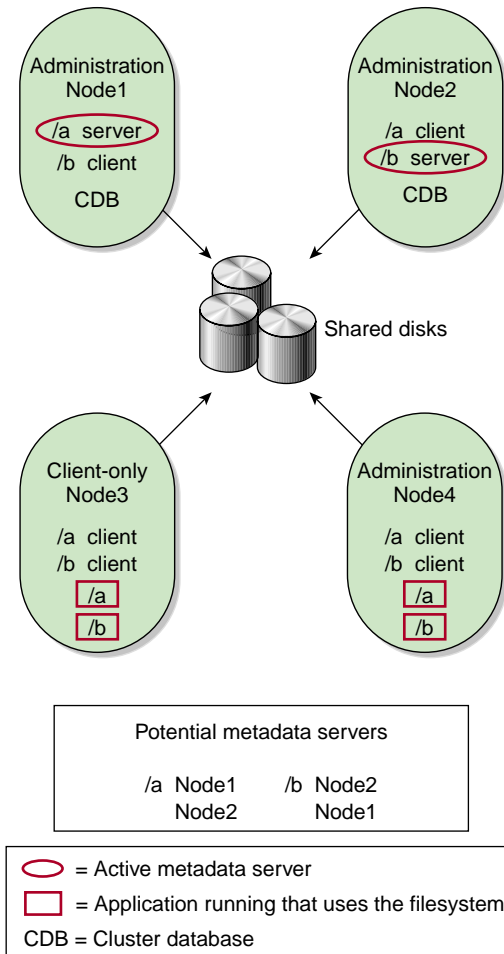 Administration
Node1
/a server
/b client
CDB
Administration
Node2
/a client
/b server
CDB
Shared disks
Client-only
Node3
/a client
/b client
/a
/b
Administration
Node4
/a client
/b client
/a
/b
Potential metadata servers
/a Node1 /b Node2
Node2 Node1
= Active metadata server
= Application running that uses the filesystem
CDB = Cluster database